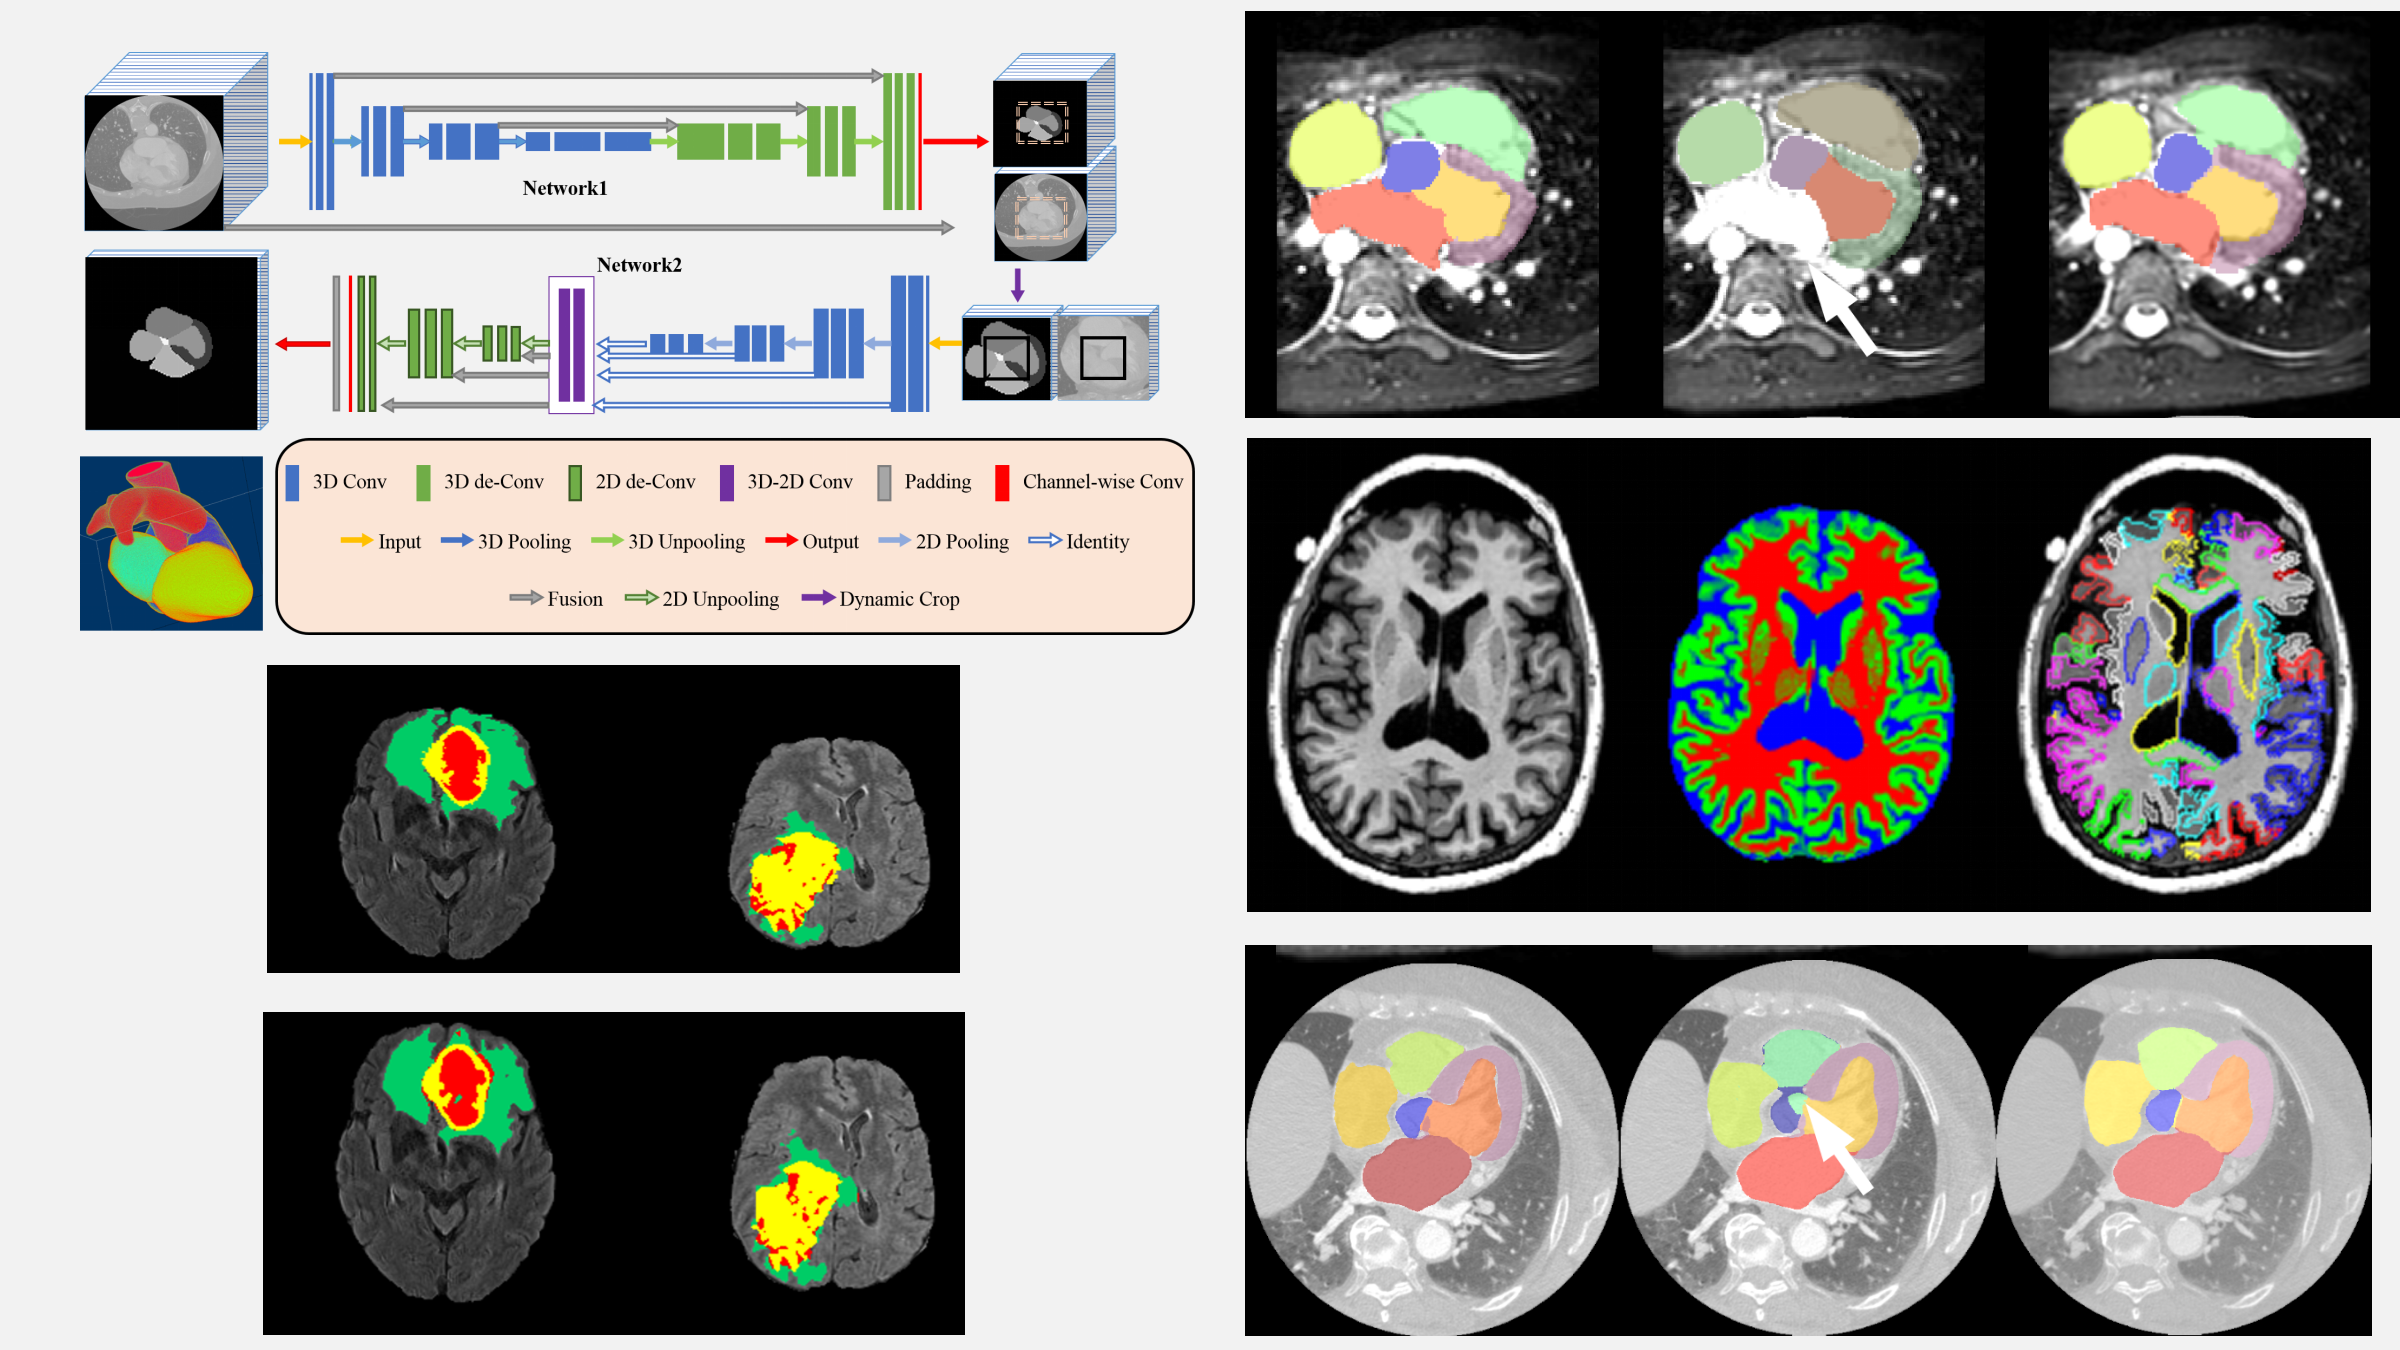 Network1
Network2
3D Conv 3D de-Conv 2D de-Conv 3D-2D Conv Padding Channel-wise Conv
Input 3D Pooling 3D Unpooling Output 2D Pooling Identity
Fusion 2D Unpooling Dynamic Crop